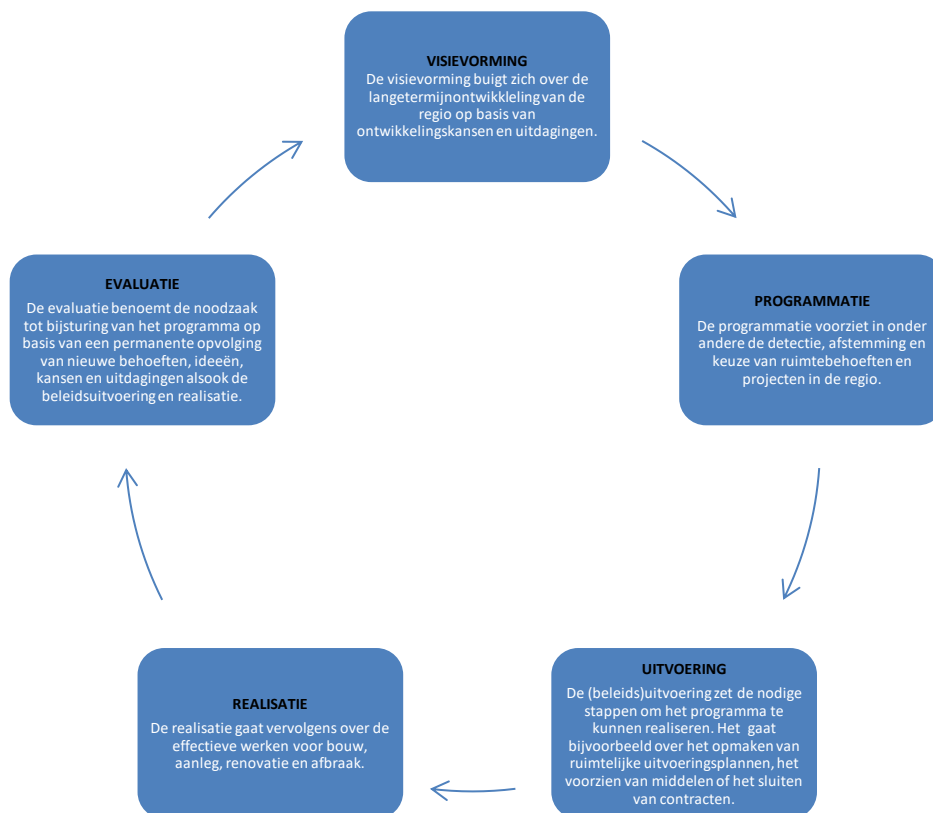 VISIEVORMING
De visievorming buigt zich over de
langetermijnontwikkleling van de
regio op basis van
ontwikkelingskansen en uitdagingen.
PROGRAMMATIE
De programmatie voorziet in onder
andere de detectie, afstemming en
keuze van ruimtebehoeften en
projecten in de regio.
UITVOERING
De (beleids)uitvoering zet de nodige
stappen om het programma te
kunnen realiseren. Het  gaat
bijvoorbeeld over het opmaken van
ruimtelijke uitvoeringsplannen, het
voorzien van middelen of het sluiten
van contracten.
REALISATIE
De realisatie gaat vervolgens over de
effectieve werken voor bouw,
aanleg, renovatie en afbraak.
EVALUATIE
De evaluatie benoemt de noodzaak
tot bijsturing van het programma op
basis van een permanente opvolging
van nieuwe behoeften, ideeën,
kansen en uitdagingen alsook de
beleidsuitvoering en realisatie.